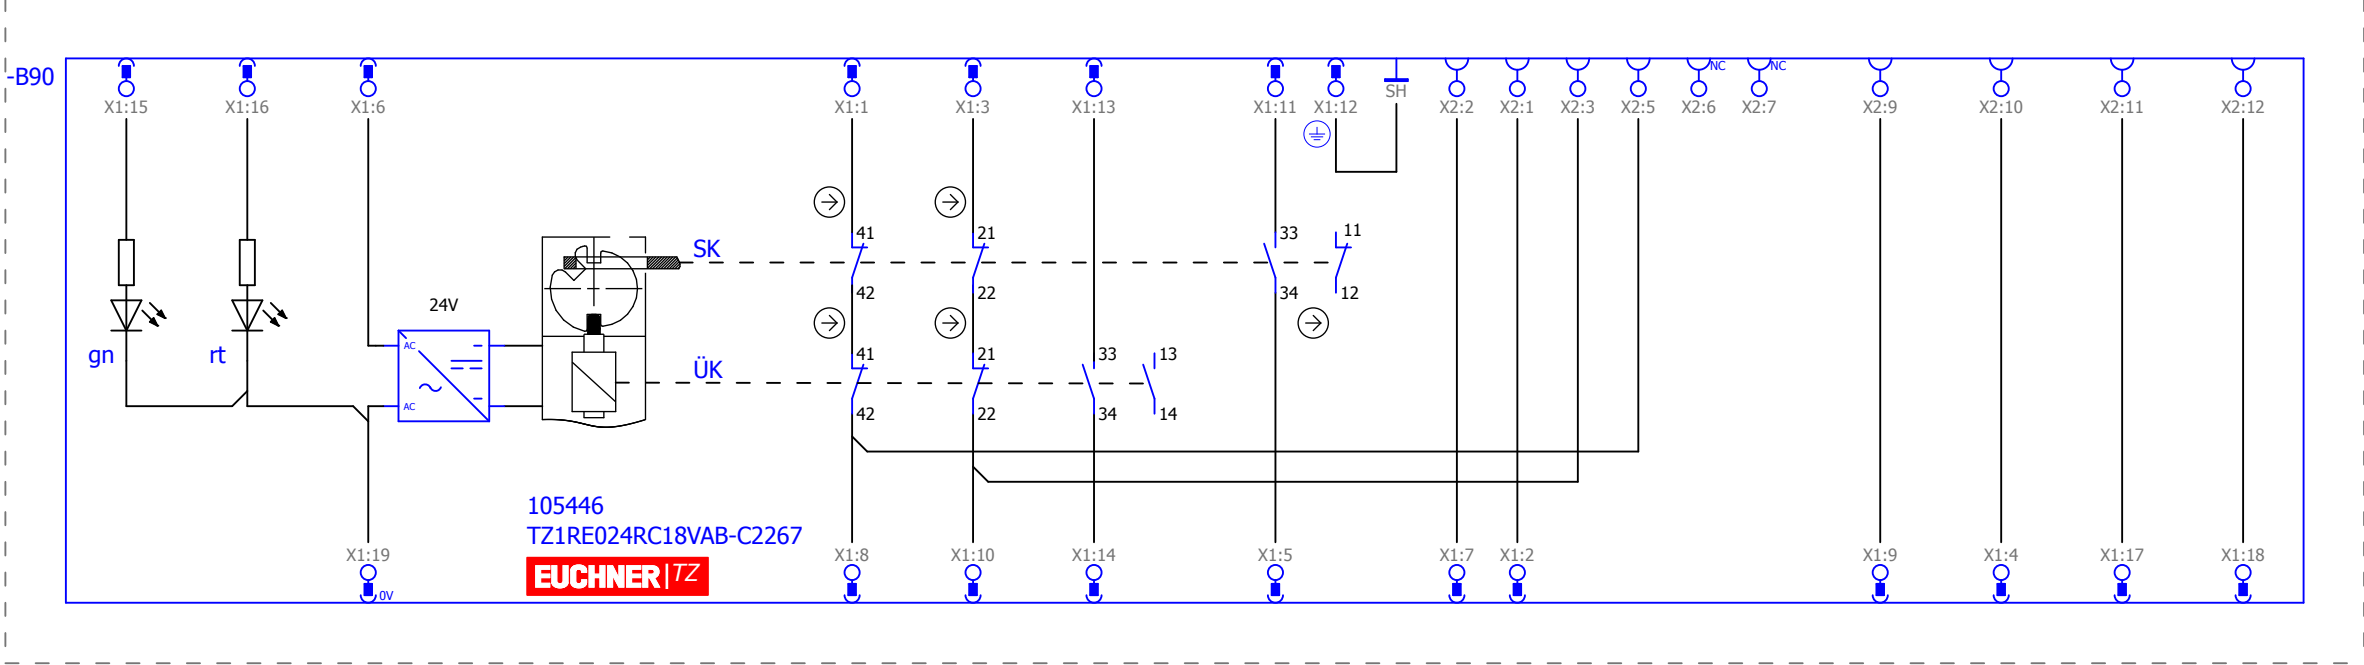 -B90
X1:15 X1:16 X1:6 X1:1 X1:3 X1:13 X1:11 X1:12 SH X2:2 X2:1 X2:3 X2:5 NC X2:6 NC X2:7 X2:9 X2:10 X2:11 X2:12
SK 41 21 33 11
42 22 34 12
24V
gn rt AC AC
ÜK 41 21 33 13
42 22 34 14
105446
TZ1RE024RC18VAB-C2267
EUCHNER TZ
X1:19 X1:8 X1:10 X1:14 X1:5 X1:7 X1:2 X1:9 X1:4 X1:17 X1:18
0V